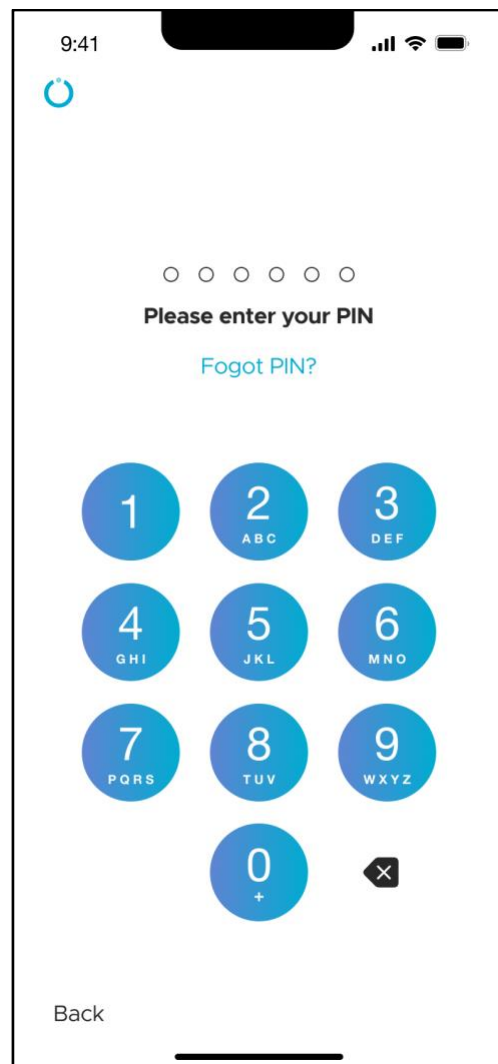 9:41
Please enter your PIN
Fogot PIN?
1 2 3
ABC DEF
4 5 6
GHI JKL MNO
7 8 9
PQRS TUV WXYZ
0
+
Back